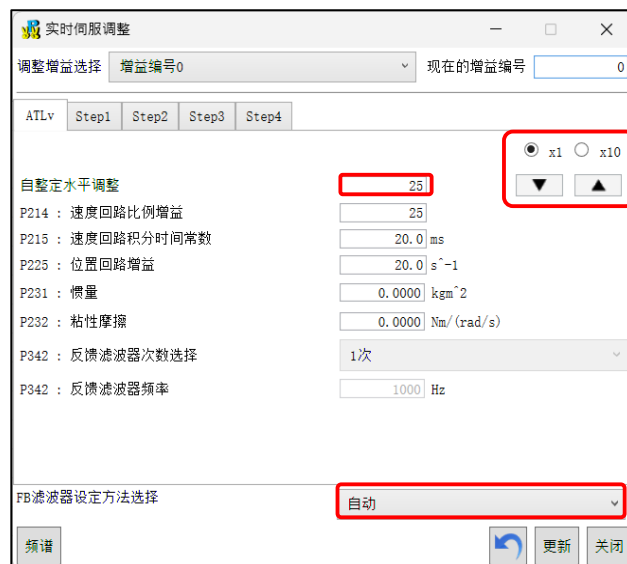 实时伺服调整
调整增益选择 增益编号0 现在的增益编号 0
ATLv Step1 Step2 Step3 Step4
x1 x10
自整定水平调整 25
P214 : 速度回路比例增益 25
P215 : 速度回路积分时间常数 20.0 ms
P225 : 位置回路增益 20.0 s^-1
P231 : 惯量 0.0000 kgm^2
P232 : 粘性摩擦 0.0000 Nm/(rad/s)
P342 : 反馈滤波器次数选择 1次
P342 : 反馈滤波器频率 1000 Hz
FB滤波器设定方法选择 自动
频谱 更新 关闭